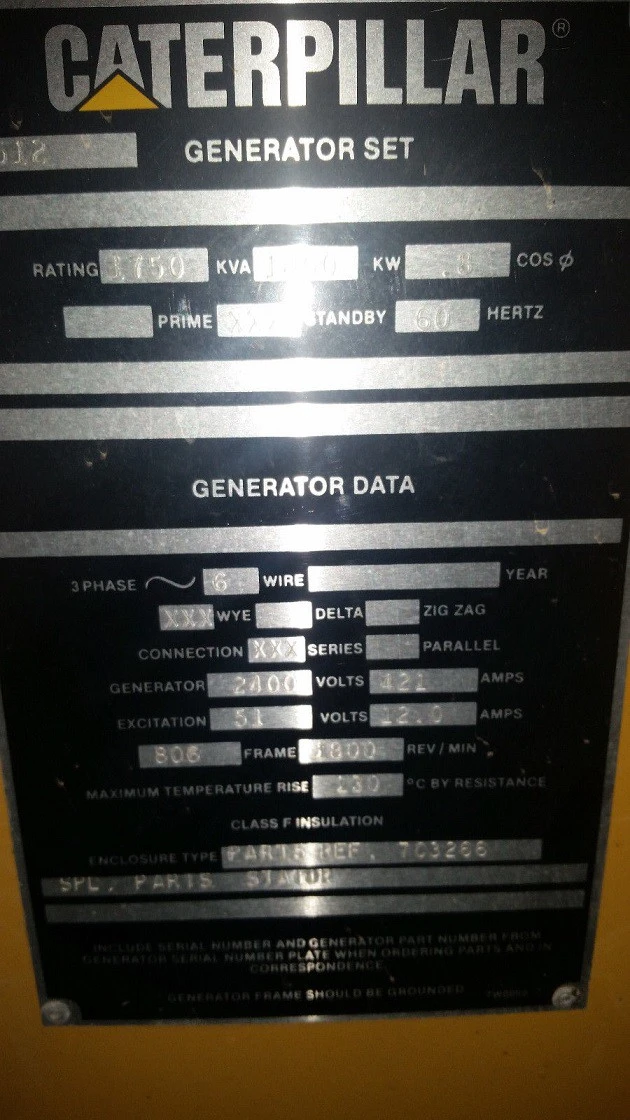 CATERPILLAR®
512 GENERATOR SET
RATING 1750 KVA KW .8 COS ϕ
PRIME XXX STANDBY 60 HERTZ
GENERATOR DATA
3 PHASE ~ 6 WIRE YEAR
XXX WYE DELTA ZIG ZAG
CONNECTION XXX SERIES PARALLEL
GENERATOR 2400 VOLTS 421 AMPS
EXCITATION 51 VOLTS 12.0 AMPS
806 FRAME 1800 REV / MIN
MAXIMUM TEMPERATURE RISE 130 °C BY RESISTANCE
CLASS F INSULATION
ENCLOSURE TYPE PARTS REF. 7C3266
SPL. PARTS STATOR
INCLUDE SERIAL NUMBER AND GENERATOR PART NUMBER FROM
GENERATOR SERIAL NUMBER PLATE WHEN ORDERING PARTS AND IN
CORRESPONDENCE
GENERATOR FRAME SHOULD BE GROUNDED